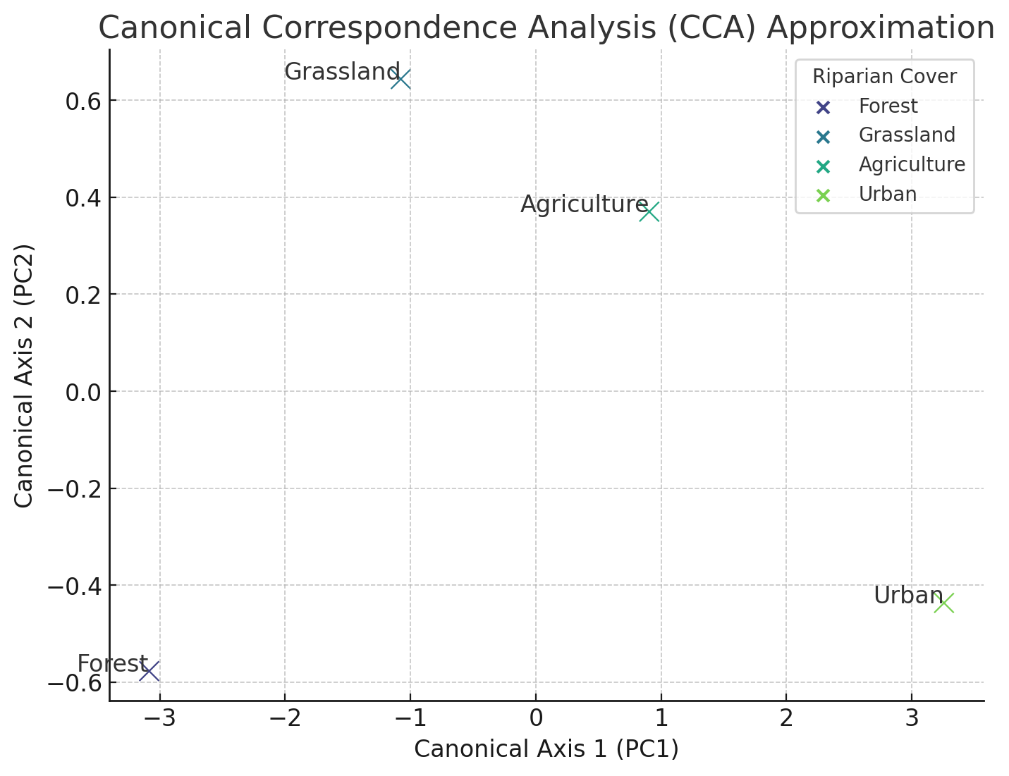 Canonical Correspondence Analysis (CCA) Approximation
Grassland
Riparian Cover
Forest
Grassland
Agriculture
Urban
Agriculture
Urban
Forest
0.6
0.4
0.2
0.0
−0.2
−0.4
−0.6
Canonical Axis 2 (PC2)
−3
−2
−1
0
1
2
3
Canonical Axis 1 (PC1)